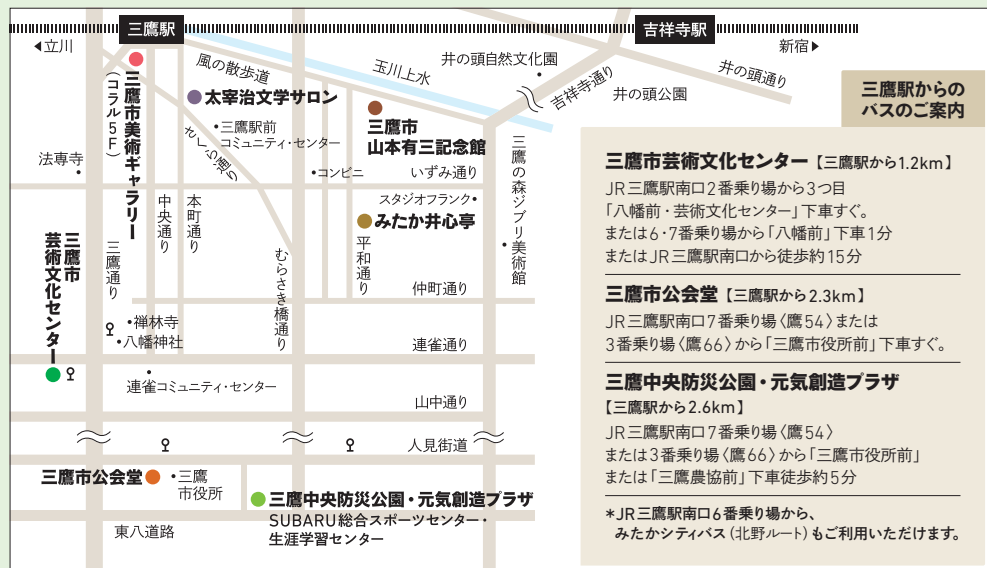 三鷹駅
吉祥寺駅
◀立川
新宿▶
風の散歩道
玉川上水
井の頭自然文化園
吉祥寺通り
井の頭公園
井の頭通り
三鷹市美術ギャラリー
（コラル5F）
太宰治文学サロン
三鷹市
山本有三記念館
・三鷹駅前
コミュニティ・センター
さくら通り
法専寺
・コンビニ
いずみ通り
スタジオフランク・
みたか井心亭
三鷹の森ジブリ美術館
中央通り
本町通り
三鷹通り
むらさき橋通り
平和通り
仲町通り
三鷹市
芸術文化センター
・禅林寺
・八幡神社
連雀通り
連雀コミュニティ・センター
山中通り
人見街道
三鷹市公会堂
・三鷹
市役所
三鷹中央防災公園・元気創造プラザ
SUBARU総合スポーツセンター・
生涯学習センター
東八道路
三鷹駅からの
バスのご案内
三鷹市芸術文化センター【三鷹駅から1.2km】
JR三鷹駅南口2番乗り場から3つ目
「八幡前・芸術文化センター」下車すぐ。
または6・7番乗り場から「八幡前」下車1分
またはJR三鷹駅南口から徒歩約15分
三鷹市公会堂【三鷹駅から2.3km】
JR三鷹駅南口7番乗り場〈鷹54〉または
3番乗り場〈鷹66〉から「三鷹市役所前」下車すぐ。
三鷹中央防災公園・元気創造プラザ
【三鷹駅から2.6km】
JR三鷹駅南口7番乗り場〈鷹54〉
または3番乗り場〈鷹66〉から「三鷹市役所前」
または「三鷹農協前」下車徒歩約5分
＊JR三鷹駅南口6番乗り場から、
みたかシティバス（北野ルート）もご利用いただけます。